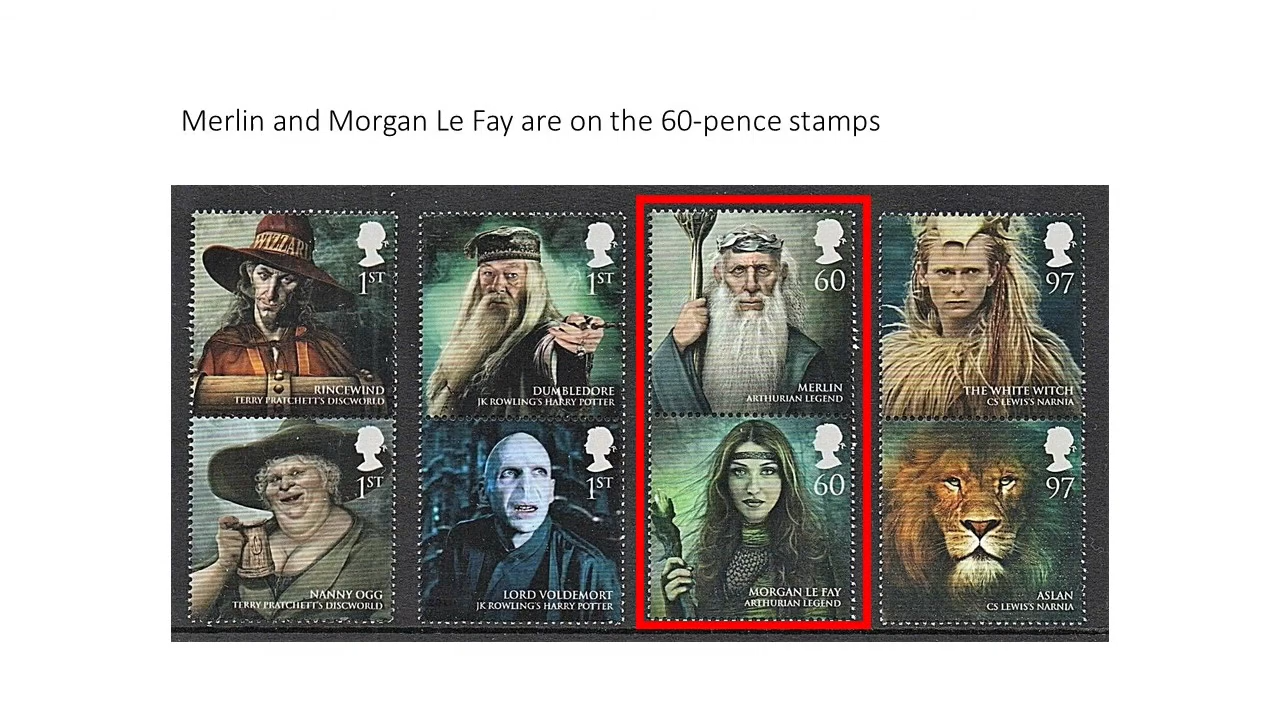 Merlin and Morgan Le Fay are on the 60-pence stamps
WIZZARD
1ST
RINCEWIND
TERRY PRATCHETT'S DISCWORLD
1ST
DUMBLEDORE
JK ROWLING'S HARRY POTTER
60
MERLIN
ARTHURIAN LEGEND
97
THE WHITE WITCH
CS LEWIS'S NARNIA
1ST
NANNY OGG
TERRY PRATCHETT'S DISCWORLD
1ST
LORD VOLDEMORT
JK ROWLING'S HARRY POTTER
60
MORGAN LE FAY
ARTHURIAN LEGEND
97
ASLAN
CS LEWIS'S NARNIA